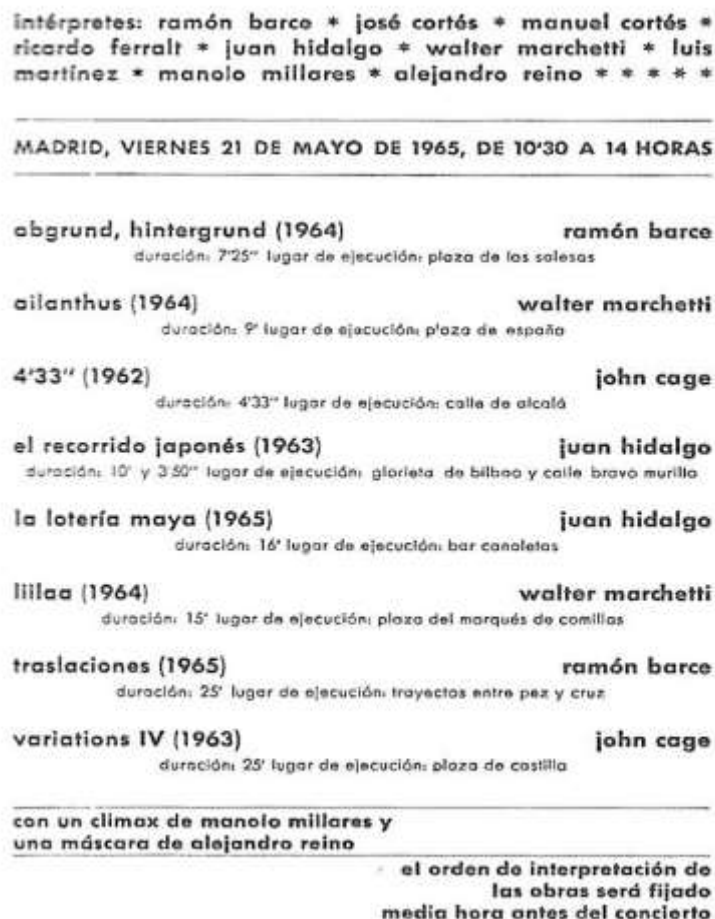 intérpretes: ramón barce * josé cortés * manuel cortés *
ricardo ferralt * juan hidalgo * walter marchetti * luis
martínez * manolo millares * alejandro reino * * * * *
MADRID, VIERNES 21 DE MAYO DE 1965, DE 10'30 A 14 HORAS
abgrund, hintergrund (1964) ramón barce
duración: 7'25" lugar de ejecución: plaza de las salesas
ailanthus (1964) walter marchetti
duración: 9' lugar de ejecución: plaza de españa
4'33" (1962) john cage
duración: 4'33" lugar de ejecución: calle de alcalá
el recorrido japonés (1963) juan hidalgo
duración: 10' y 3'50" lugar de ejecución: glorieta de bilbao y calle bravo murillo
la lotería maya (1965) juan hidalgo
duración: 16' lugar de ejecución: bar canaletas
liilaa (1964) walter marchetti
duración: 15' lugar de ejecución: plaza del marqués de comillas
traslaciones (1965) ramón barce
duración: 25' lugar de ejecución: trayectos entre pez y cruz
variations IV (1963) john cage
duración: 25' lugar de ejecución: plaza de castilla
con un climax de manolo millares y
una máscara de alejandro reino
el orden de interpretación de
las obras será fijado
media hora antes del concierto